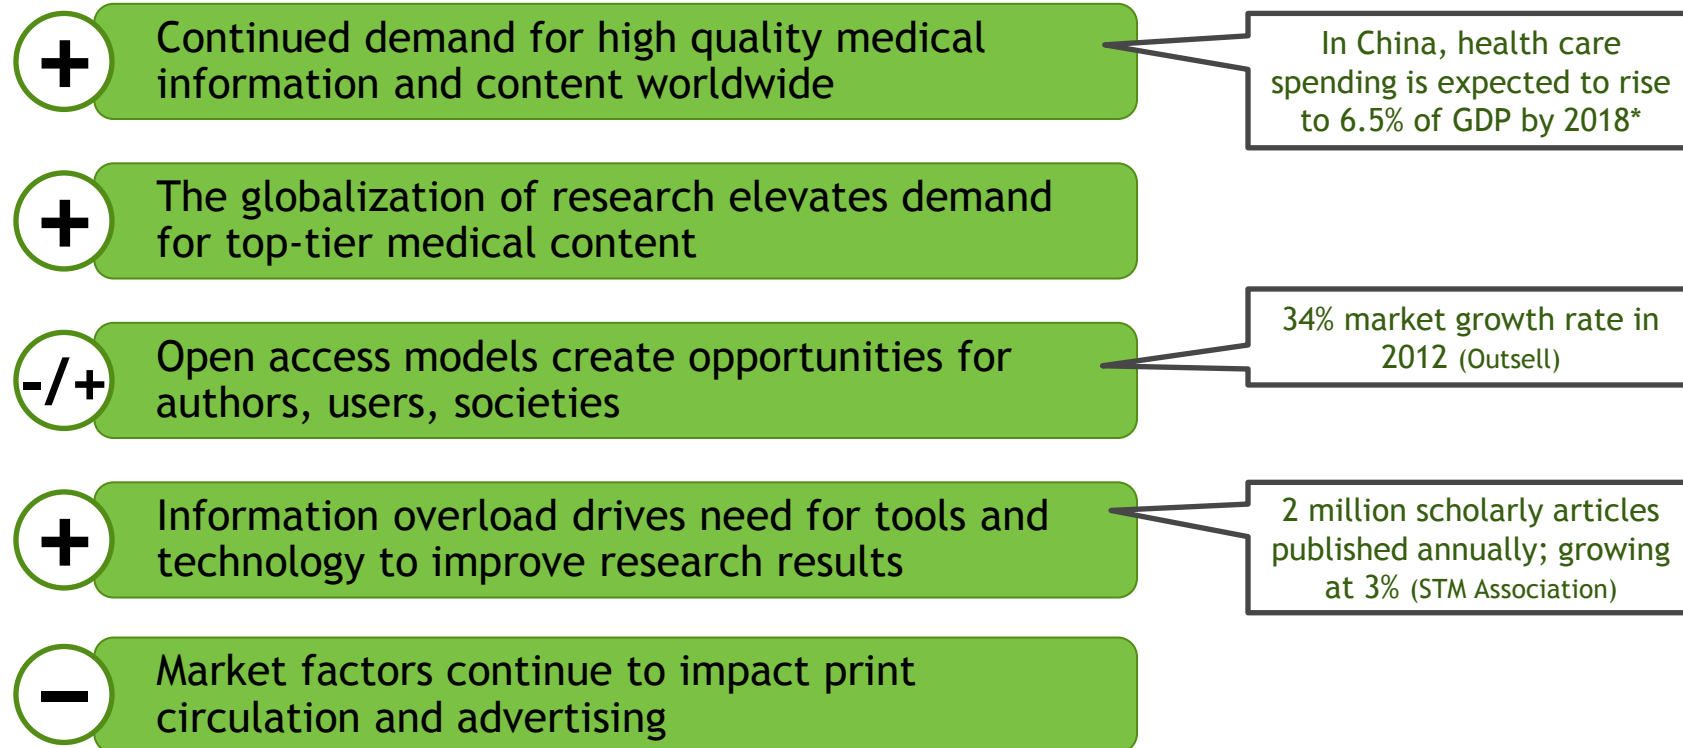 +
Continued demand for high quality medical
information and content worldwide
In China, health care
spending is expected to rise
to 6.5% of GDP by 2018*
+
The globalization of research elevates demand
for top-tier medical content
-/+
Open access models create opportunities for
authors, users, societies
34% market growth rate in
2012 (Outsell)
+
Information overload drives need for tools and
technology to improve research results
2 million scholarly articles
published annually; growing
at 3% (STM Association)
–
Market factors continue to impact print
circulation and advertising